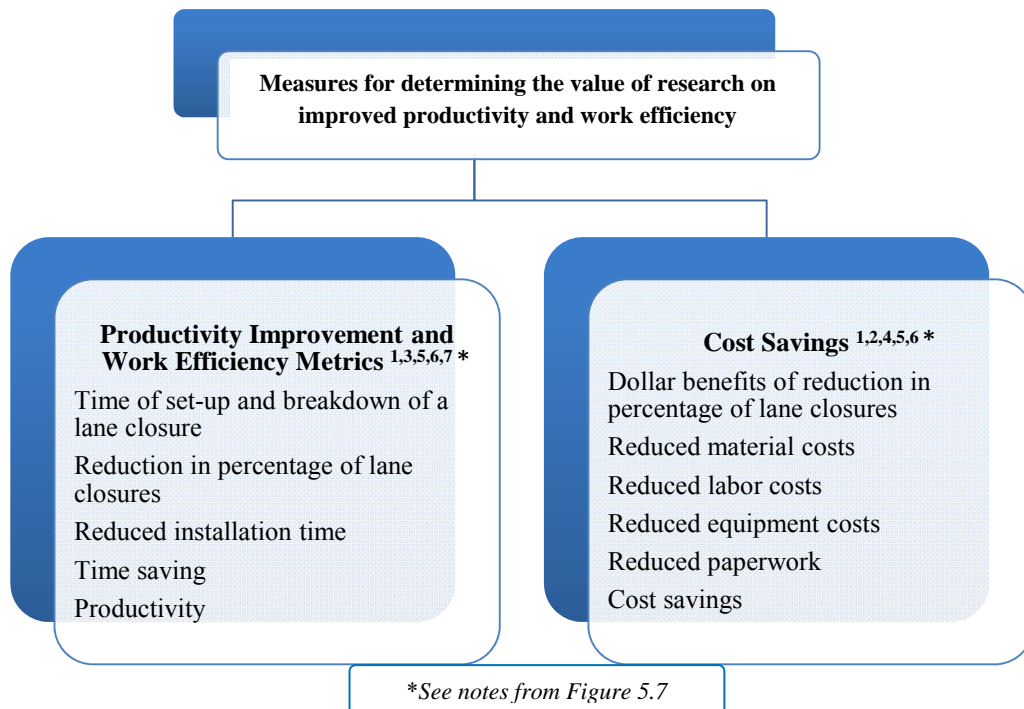 Measures for determining the value of research on
improved productivity and work efficiency
Productivity Improvement and
Work Efficiency Metrics 1,3,5,6,7 *
Time of set-up and breakdown of a
lane closure
Reduction in percentage of lane
closures
Reduced installation time
Time saving
Productivity
Cost Savings 1,2,4,5,6 *
Dollar benefits of reduction in
percentage of lane closures
Reduced material costs
Reduced labor costs
Reduced equipment costs
Reduced paperwork
Cost savings
*See notes from Figure 5.7